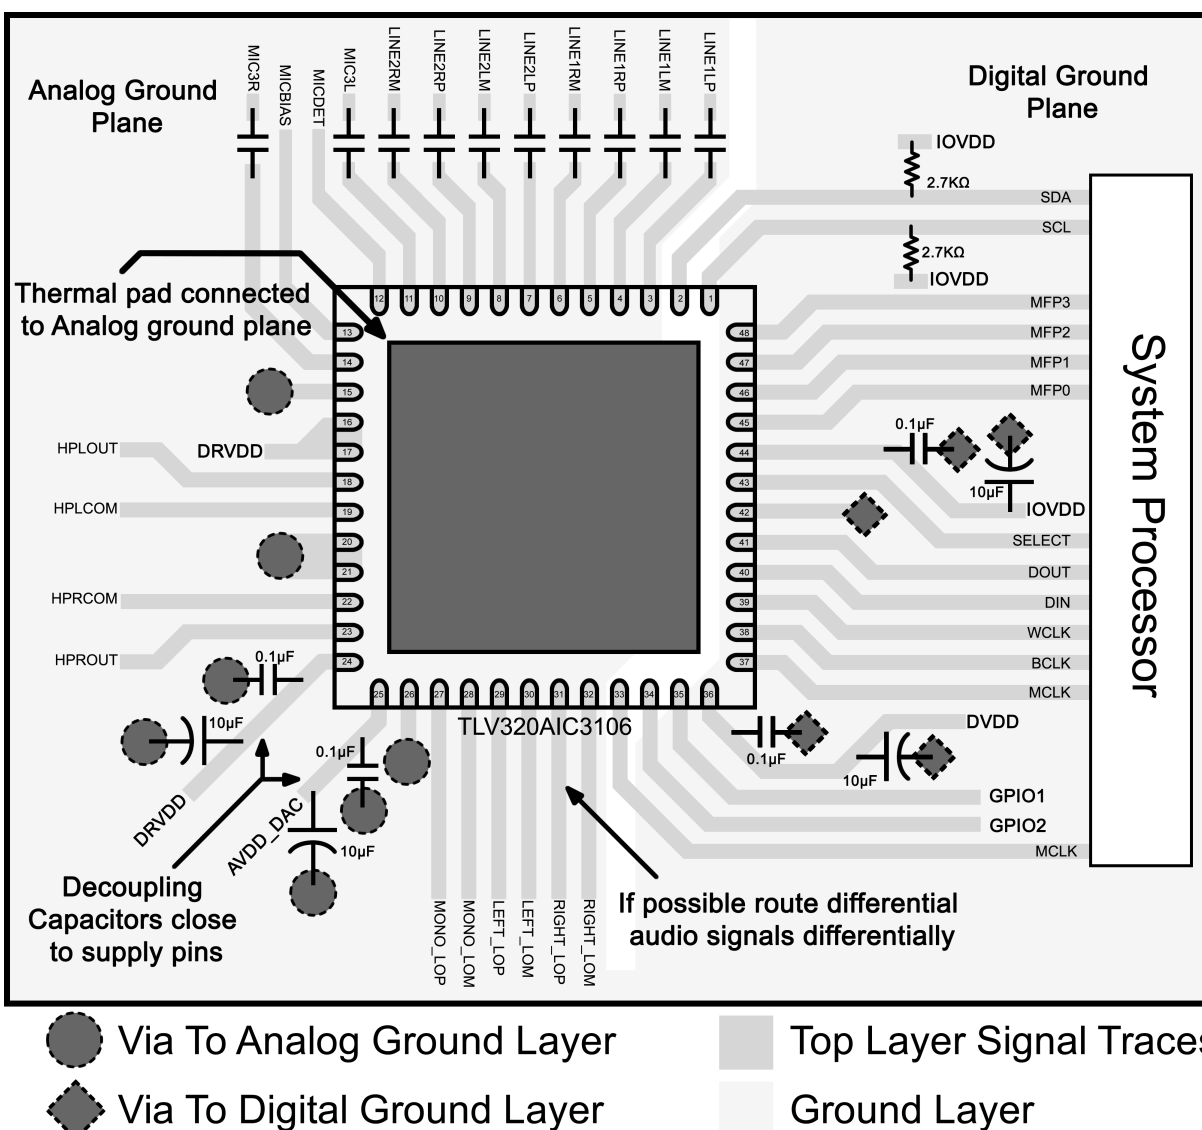 MIC3R
MICBIAS
MICDET
MIC3L
LINE2RM
LINE2RP
LINE2LM
LINE2LP
LINE1RM
LINE1RP
LINE1LM
LINE1LP
Analog Ground
Plane
Digital Ground
Plane
IOVDD
2.7KΩ
SDA
SCL
2.7KΩ
IOVDD
Thermal pad connected
to Analog ground plane
12
11
10
9
8
7
6
5
4
3
2
1
13
14
15
16
17
18
19
20
21
22
23
24
48
47
46
45
44
43
42
41
40
39
38
37
25
26
27
28
29
30
31
32
33
34
35
36
MFP3
MFP2
MFP1
MFP0
System Processor
HPLOUT
DRVDD
HPLCOM
HPRCOM
HPROUT
0.1µF
10µF
IOVDD
SELECT
DOUT
DIN
WCLK
BCLK
MCLK
0.1µF
10µF
TLV320AIC3106
DVDD
0.1µF
0.1µF
10µF
GPIO1
GPIO2
MCLK
DRVDD
AVDD_DAC
10µF
Decoupling
Capacitors close
to supply pins
MONO_LOP
MONO_LOM
LEFT_LOP
LEFT_LOM
RIGHT_LOP
RIGHT_LOM
If possible route differential
audio signals differentially
Via To Analog Ground Layer
Top Layer Signal Traces
Via To Digital Ground Layer
Ground Layer